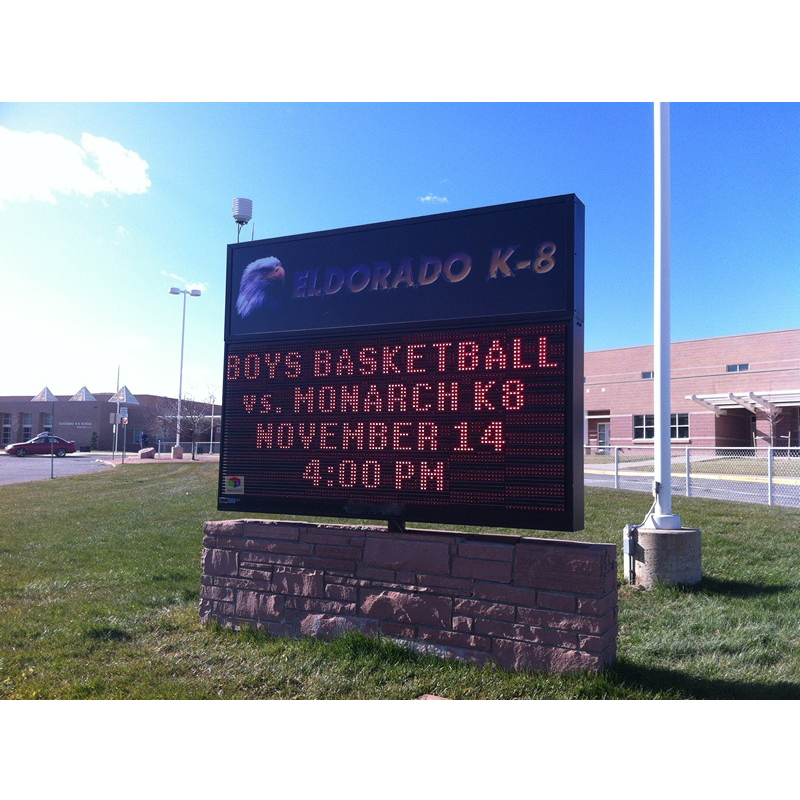 ELDORADO K-8
BOYS BASKETBALL
vs. MONARCH K8
NOVEMBER 14
4:00 PM